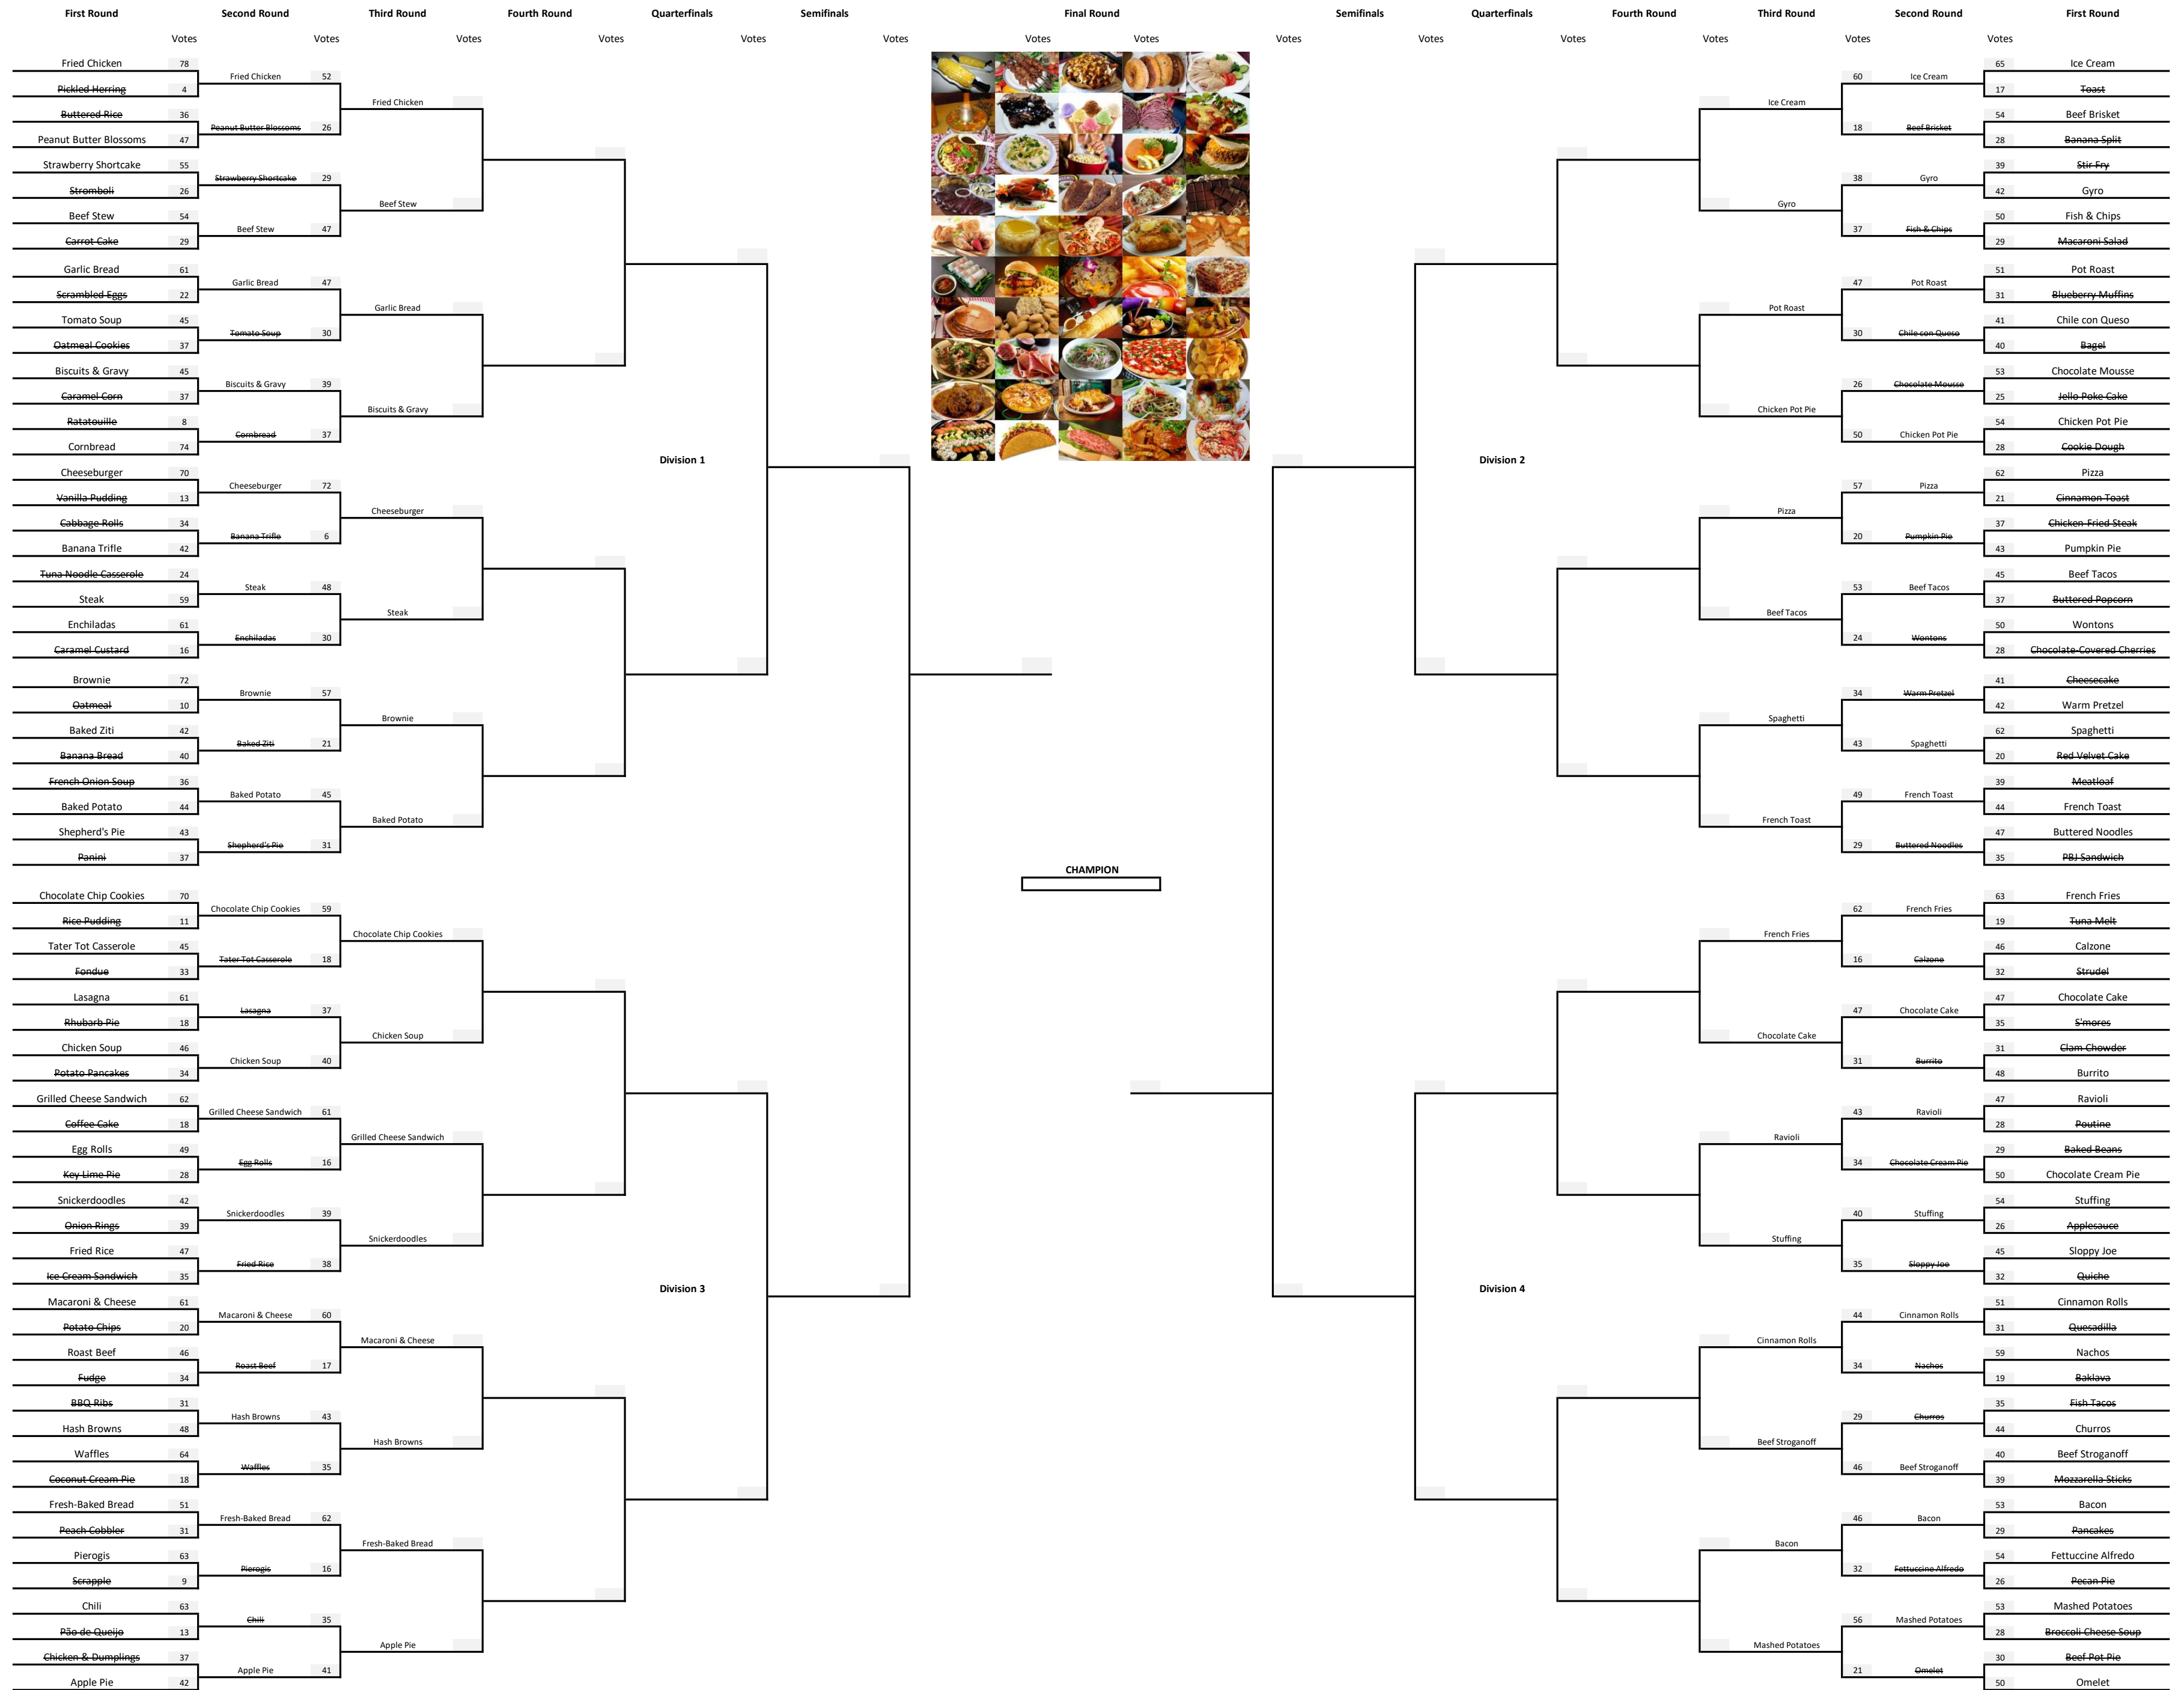 First Round Second Round Third Round Fourth Round Quarterfinals Semifinals Final Round Semifinals Quarterfinals Fourth Round Third Round Second Round First Round
Votes Votes Votes Votes Votes Votes Votes Votes Votes Votes Votes Votes Votes Votes
Fried Chicken 78
Pickled Herring 4
Buttered Rice 36
Peanut Butter Blossoms 47
Strawberry Shortcake 55
Stromboli 26
Beef Stew 54
Carrot Cake 29
Garlic Bread 61
Scrambled Eggs 22
Tomato Soup 45
Oatmeal Cookies 37
Biscuits & Gravy 45
Caramel Corn 37
Ratatouille 8
Cornbread 74
Cheeseburger 70
Vanilla Pudding 13
Cabbage Rolls 34
Banana Trifle 42
Tuna Noodle Casserole 24
Steak 59
Enchiladas 61
Caramel Custard 16
Brownie 72
Oatmeal 10
Baked Ziti 42
Banana Bread 40
French Onion Soup 36
Baked Potato 44
Shepherd's Pie 43
Panini 37
Chocolate Chip Cookies 70
Rice Pudding 11
Tater Tot Casserole 45
Fondue 33
Lasagna 61
Rhubarb Pie 18
Chicken Soup 46
Potato Pancakes 34
Grilled Cheese Sandwich 62
Coffee Cake 18
Egg Rolls 49
Key Lime Pie 28
Snickerdoodles 42
Onion Rings 39
Fried Rice 47
Ice Cream Sandwich 35
Macaroni & Cheese 61
Potato Chips 20
Roast Beef 46
Fudge 34
BBQ Ribs 31
Hash Browns 48
Waffles 64
Coconut Cream Pie 18
Fresh-Baked Bread 51
Peach Cobbler 31
Pierogis 63
Scrapple 9
Chili 63
Pão de Queijo 13
Chicken & Dumplings 37
Apple Pie 42
Fried Chicken 52
Peanut Butter Blossoms 26
Strawberry Shortcake 29
Beef Stew 47
Garlic Bread 47
Tomato Soup 30
Biscuits & Gravy 39
Cornbread 37
Cheeseburger 72
Banana Trifle 6
Steak 48
Enchiladas 30
Brownie 57
Baked Ziti 21
Baked Potato 45
Shepherd's Pie 31
Chocolate Chip Cookies 59
Tater Tot Casserole 18
Lasagna 37
Chicken Soup 40
Grilled Cheese Sandwich 61
Egg Rolls 16
Snickerdoodles 39
Fried Rice 38
Macaroni & Cheese 60
Roast Beef 17
Hash Browns 43
Waffles 35
Fresh-Baked Bread 62
Pierogis 16
Chili 35
Apple Pie 41
Fried Chicken
Beef Stew
Garlic Bread
Biscuits & Gravy
Cheeseburger
Steak
Brownie
Baked Potato
Chocolate Chip Cookies
Chicken Soup
Grilled Cheese Sandwich
Snickerdoodles
Macaroni & Cheese
Hash Browns
Fresh-Baked Bread
Apple Pie
Division 1
Division 3
CHAMPION
Division 2
Division 4
Ice Cream
Gyro
Pot Roast
Chicken Pot Pie
Pizza
Beef Tacos
Spaghetti
French Toast
French Fries
Chocolate Cake
Ravioli
Stuffing
Cinnamon Rolls
Beef Stroganoff
Bacon
Mashed Potatoes
60 Ice Cream
18 Beef Brisket
38 Gyro
37 Fish & Chips
47 Pot Roast
30 Chile con Queso
26 Chocolate Mousse
50 Chicken Pot Pie
57 Pizza
20 Pumpkin Pie
53 Beef Tacos
24 Wontons
34 Warm Pretzel
43 Spaghetti
49 French Toast
29 Buttered Noodles
62 French Fries
16 Calzone
47 Chocolate Cake
31 Burrito
43 Ravioli
34 Chocolate Cream Pie
40 Stuffing
35 Sloppy Joe
44 Cinnamon Rolls
34 Nachos
29 Churros
46 Beef Stroganoff
46 Bacon
32 Fettuccine Alfredo
56 Mashed Potatoes
21 Omelet
65 Ice Cream
17 Toast
54 Beef Brisket
28 Banana Split
39 Stir Fry
42 Gyro
50 Fish & Chips
29 Macaroni Salad
51 Pot Roast
31 Blueberry Muffins
41 Chile con Queso
40 Bagel
53 Chocolate Mousse
25 Jello Poke Cake
54 Chicken Pot Pie
28 Cookie Dough
62 Pizza
21 Cinnamon Toast
37 Chicken-Fried Steak
43 Pumpkin Pie
45 Beef Tacos
37 Buttered Popcorn
50 Wontons
28 Chocolate-Covered Cherries
41 Cheesecake
42 Warm Pretzel
62 Spaghetti
20 Red Velvet Cake
39 Meatloaf
44 French Toast
47 Buttered Noodles
35 PBJ Sandwich
63 French Fries
19 Tuna Melt
46 Calzone
32 Strudel
47 Chocolate Cake
35 S'mores
31 Clam Chowder
48 Burrito
47 Ravioli
28 Poutine
29 Baked Beans
50 Chocolate Cream Pie
54 Stuffing
26 Applesauce
45 Sloppy Joe
32 Quiche
51 Cinnamon Rolls
31 Quesadilla
59 Nachos
19 Baklava
35 Fish Tacos
44 Churros
40 Beef Stroganoff
39 Mozzarella Sticks
53 Bacon
29 Pancakes
54 Fettuccine Alfredo
26 Pecan Pie
53 Mashed Potatoes
28 Broccoli Cheese Soup
30 Beef Pot Pie
50 Omelet